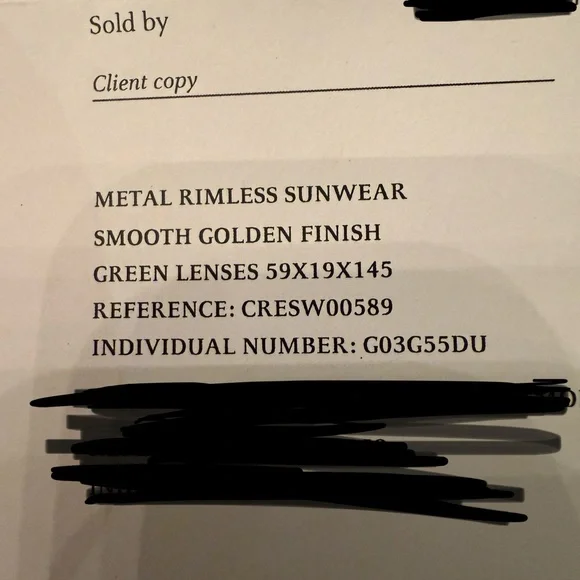 Sold by
Client copy
METAL RIMLESS SUNWEAR
SMOOTH GOLDEN FINISH
GREEN LENSES 59X19X145
REFERENCE: CRESW00589
INDIVIDUAL NUMBER: G03G55DU